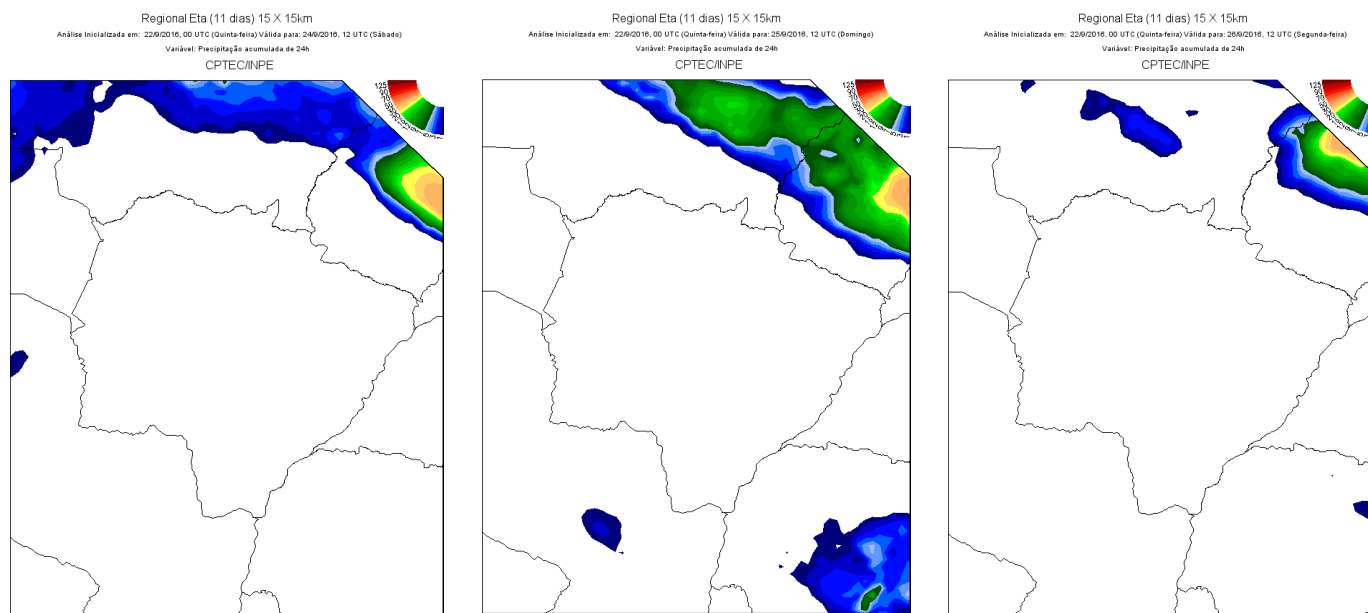 Regional Eta (11 dias) 15 X 15km
Análise Inicializada em: 22/9/2016, 00 UTC (Quinta-feira) Válida para: 24/9/2016, 12 UTC (Sábado)
Variável: Precipitação acumulada de 24h
CPTEC/INPE
Regional Eta (11 dias) 15 X 15km
Análise Inicializada em: 22/9/2016, 00 UTC (Quinta-feira) Válida para: 25/9/2016, 12 UTC (Domingo)
Variável: Precipitação acumulada de 24h
CPTEC/INPE
Regional Eta (11 dias) 15 X 15km
Análise Inicializada em: 22/9/2016, 00 UTC (Quinta-feira) Válida para: 26/9/2016, 12 UTC (Segunda-feira)
Variável: Precipitação acumulada de 24h
CPTEC/INPE